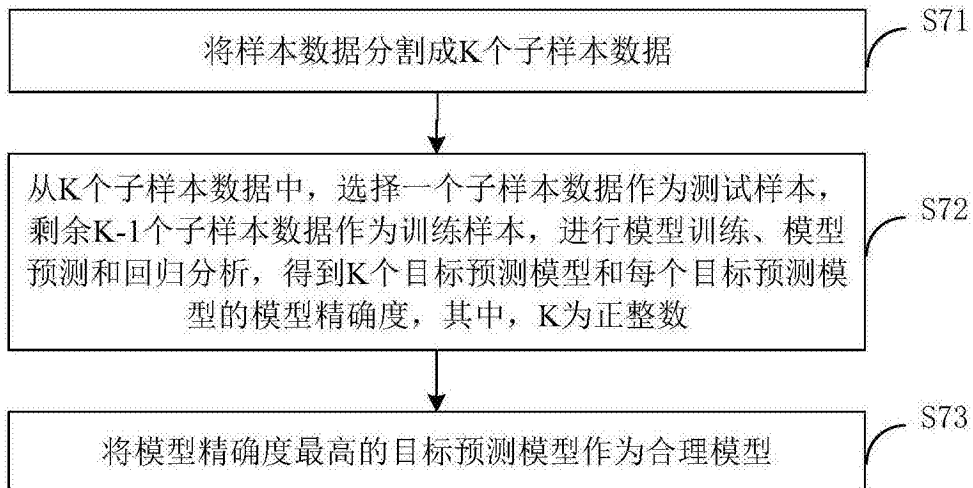 将样本数据分割成K个子样本数据
S71
从K个子样本数据中，选择一个子样本数据作为测试样本，
剩余K-1个子样本数据作为训练样本，进行模型训练、模型
预测和回归分析，得到K个目标预测模型和每个目标预测模
型的模型精确度，其中，K为正整数
S72
将模型精确度最高的目标预测模型作为合理模型
S73